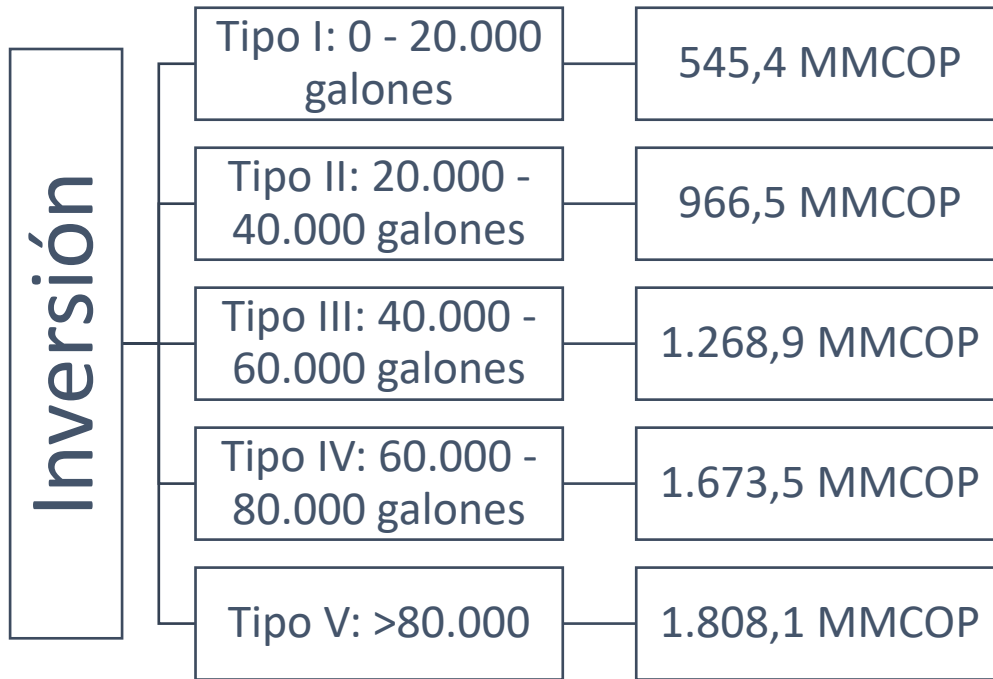 Inversión
Tipo I: 0 - 20.000
galones
545,4 MMCOP
Tipo II: 20.000 -
40.000 galones
966,5 MMCOP
Tipo III: 40.000 -
60.000 galones
1.268,9 MMCOP
Tipo IV: 60.000 -
80.000 galones
1.673,5 MMCOP
Tipo V: >80.000
1.808,1 MMCOP